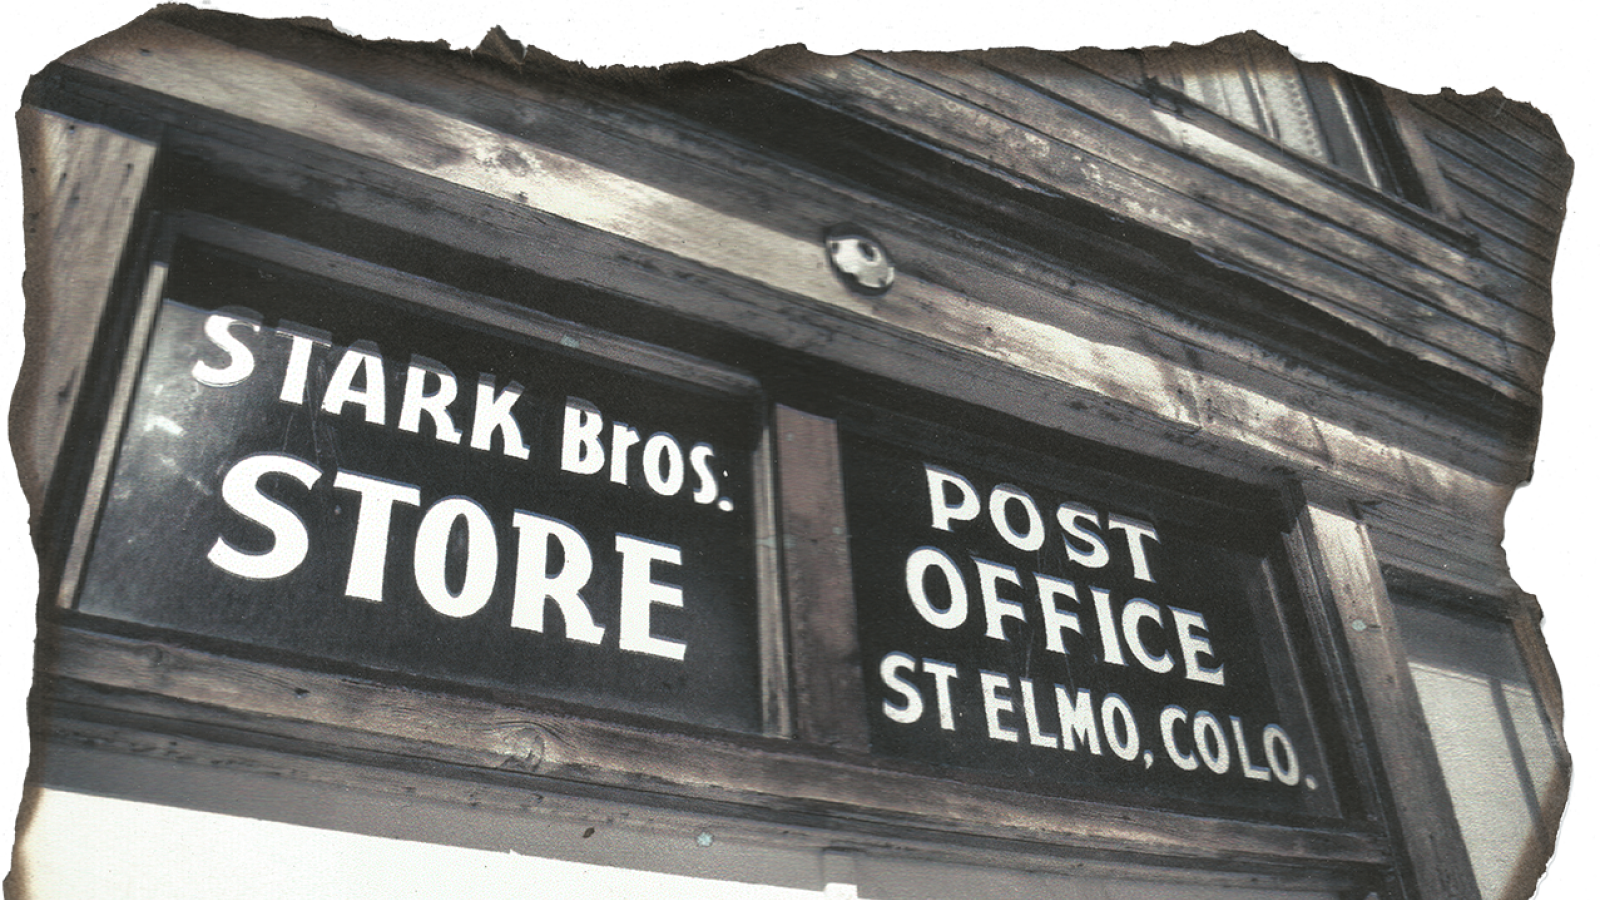 STARK Bros.
STORE
POST
OFFICE
ST ELMO, COLO.